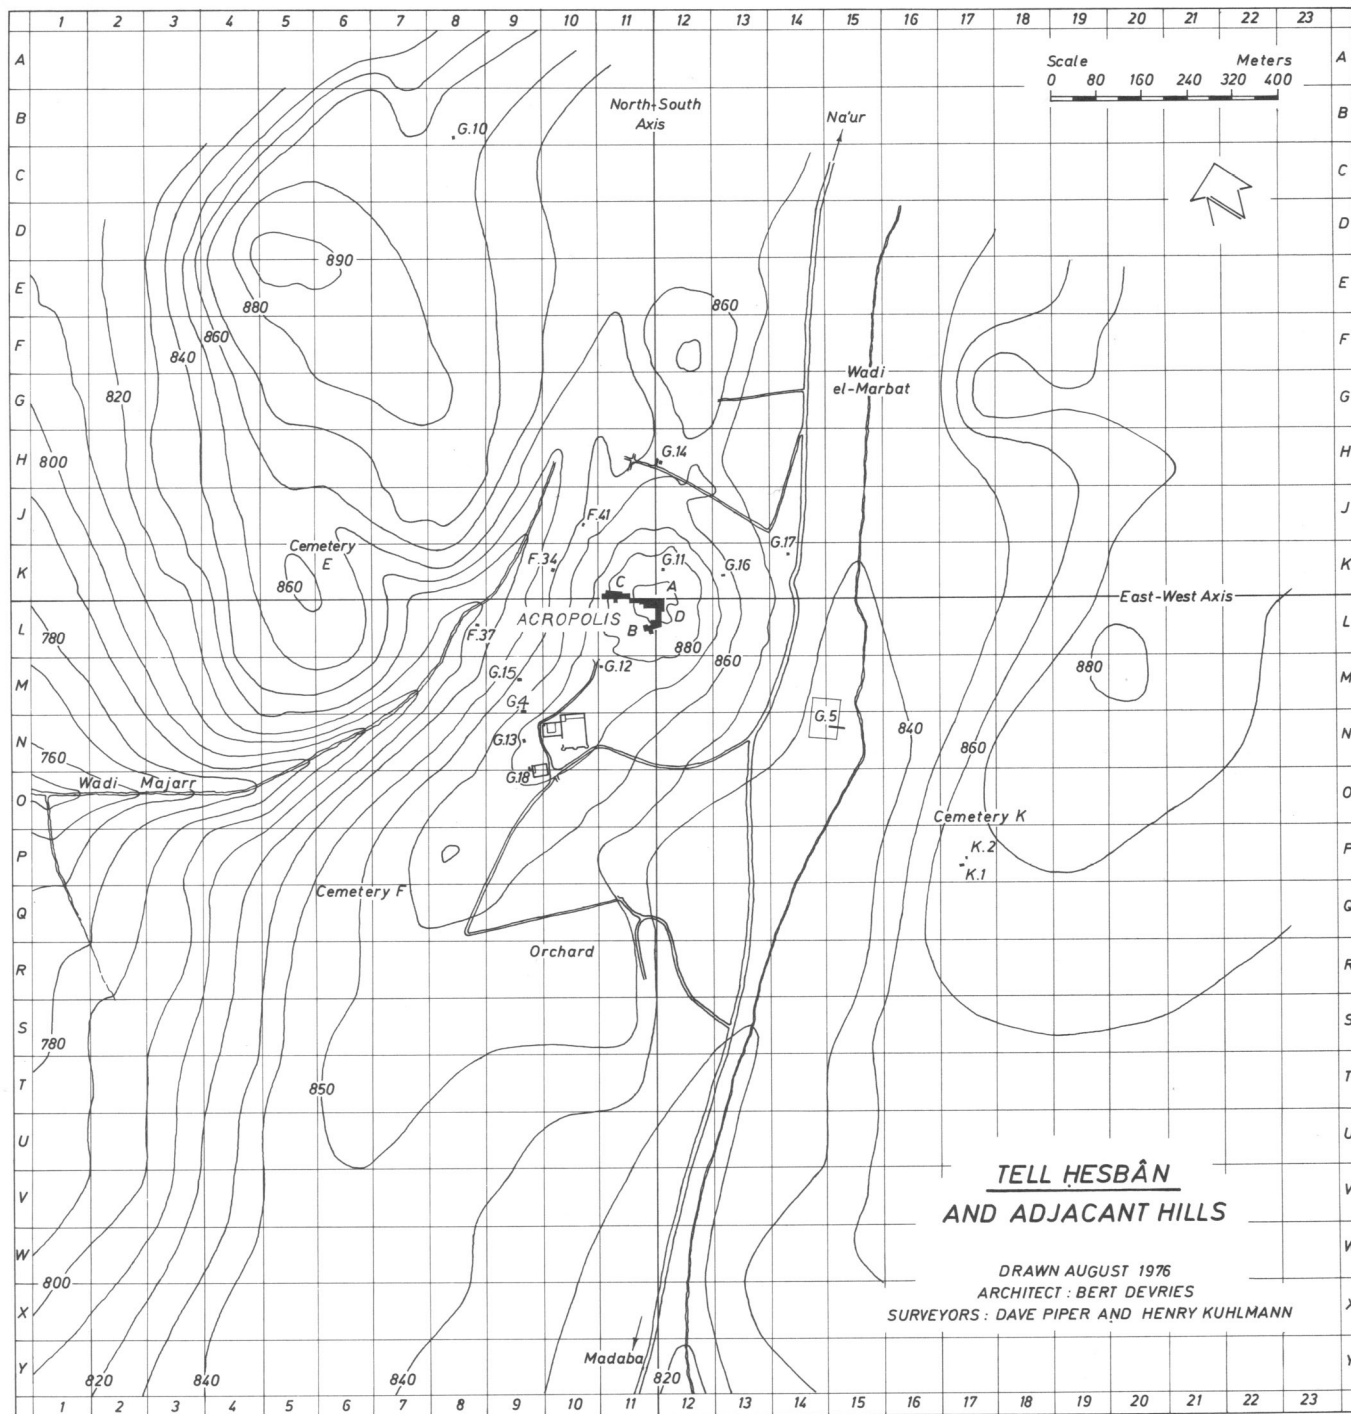 1 2 3 4 5 6 7 8 9 10 11 12 13 14 15 16 17 18 19 20 21 22 23
A
Scale Meters
A
0 80 160 240 320 400
B
North-South
Axis
G.10
Na'ur
B
C
C
D
D
890
E
880
860
E
F
840
860
F
G
820
Wadi
el-Marbat
G
H
800
G.14
H
J
Cemetery
E
F.41
G.17
J
K
860
F.34
C
G.11
A
G.16
K
East-West Axis
L
780
F.37
ACROPOLIS
B
D
880
860
880
L
M
G.15
G.12
M
G.4
G.5
840
N
G.13
860
N
760
Wadi Majarr
G.18
O
Cemetery K
O
P
K.2
K.1
P
Cemetery F
Q
Q
Orchard
R
R
S
780
S
T
850
T
U
U
V
TELL ḤESBÂN
V
AND ADJACANT HILLS
W
W
800
DRAWN AUGUST 1976
ARCHITECT : BERT DEVRIES
X
SURVEYORS : DAVE PIPER AND HENRY KUHLMANN
X
Y
820
840
840
Madaba
820
Y
1 2 3 4 5 6 7 8 9 10 11 12 13 14 15 16 17 18 19 20 21 22 23